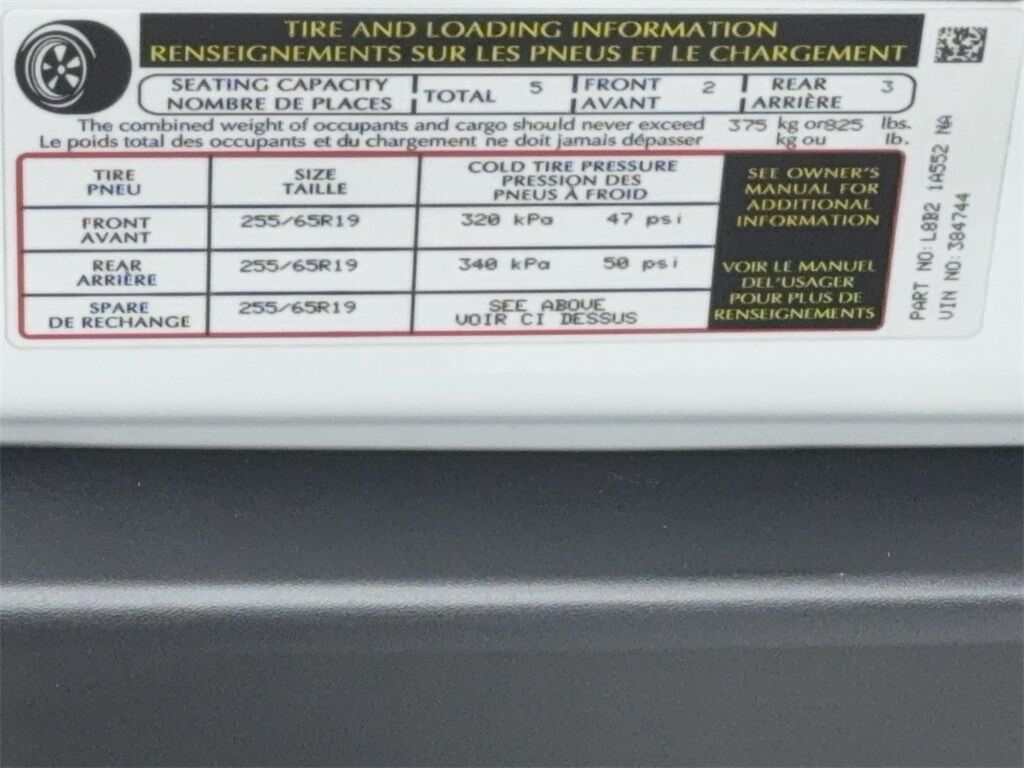 TIRE AND LOADING INFORMATION
RENSEIGNEMENTS SUR LES PNEUS ET LE CHARGEMENT
SEATING CAPACITY TOTAL 5 FRONT 2 REAR 3
NOMBRE DE PLACES AVANT ARRIÈRE
The combined weight of occupants and cargo should never exceed 375 kg or 825 lbs.
Le poids total des occupants et du chargement ne doit jamais dépasser kg ou lb.
TIRE SIZE COLD TIRE PRESSURE
PNEU TAILLE PRESSION DES
PNEUS À FROID
FRONT 255/65R19 320 kPa 47 psi
AVANT
REAR 255/65R19 340 kPa 50 psi
ARRIÈRE
SPARE 255/65R19 SEE ABOVE
DE RECHANGE VOIR CI DESSUS
SEE OWNER'S
MANUAL FOR
ADDITIONAL
INFORMATION
VOIR LE MANUEL
DEL'USAGER
POUR PLUS DE
RENSEIGNEMENTS
PART NO: L8B2 1A552 NA
VIN NO: 384744